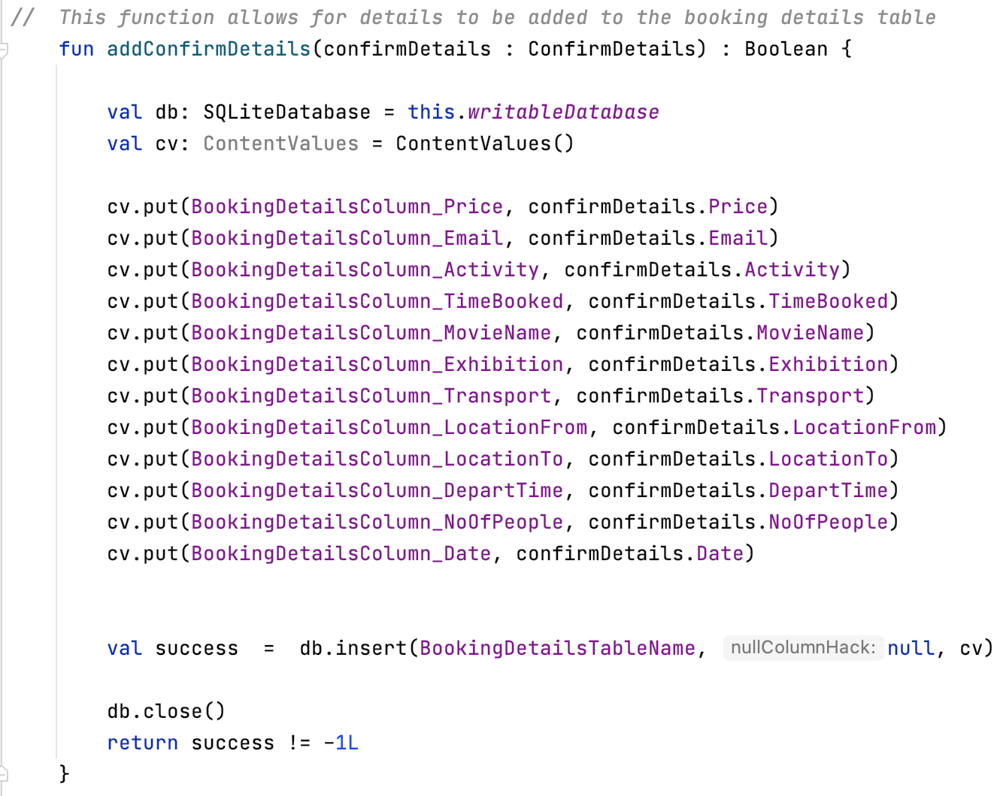 //  This function allows for details to be added to the booking details table
    fun addConfirmDetails(confirmDetails : ConfirmDetails) : Boolean {
        val db: SQLiteDatabase = this.writableDatabase
        val cv: ContentValues = ContentValues()
        cv.put(BookingDetailsColumn_Price, confirmDetails.Price)
        cv.put(BookingDetailsColumn_Email, confirmDetails.Email)
        cv.put(BookingDetailsColumn_Activity, confirmDetails.Activity)
        cv.put(BookingDetailsColumn_TimeBooked, confirmDetails.TimeBooked)
        cv.put(BookingDetailsColumn_MovieName, confirmDetails.MovieName)
        cv.put(BookingDetailsColumn_Exhibition, confirmDetails.Exhibition)
        cv.put(BookingDetailsColumn_Transport, confirmDetails.Transport)
        cv.put(BookingDetailsColumn_LocationFrom, confirmDetails.LocationFrom)
        cv.put(BookingDetailsColumn_LocationTo, confirmDetails.LocationTo)
        cv.put(BookingDetailsColumn_DepartTime, confirmDetails.DepartTime)
        cv.put(BookingDetailsColumn_NoOfPeople, confirmDetails.NoOfPeople)
        cv.put(BookingDetailsColumn_Date, confirmDetails.Date)
        val success  =  db.insert(BookingDetailsTableName, nullColumnHack: null, cv)
        db.close()
        return success != -1L
    }